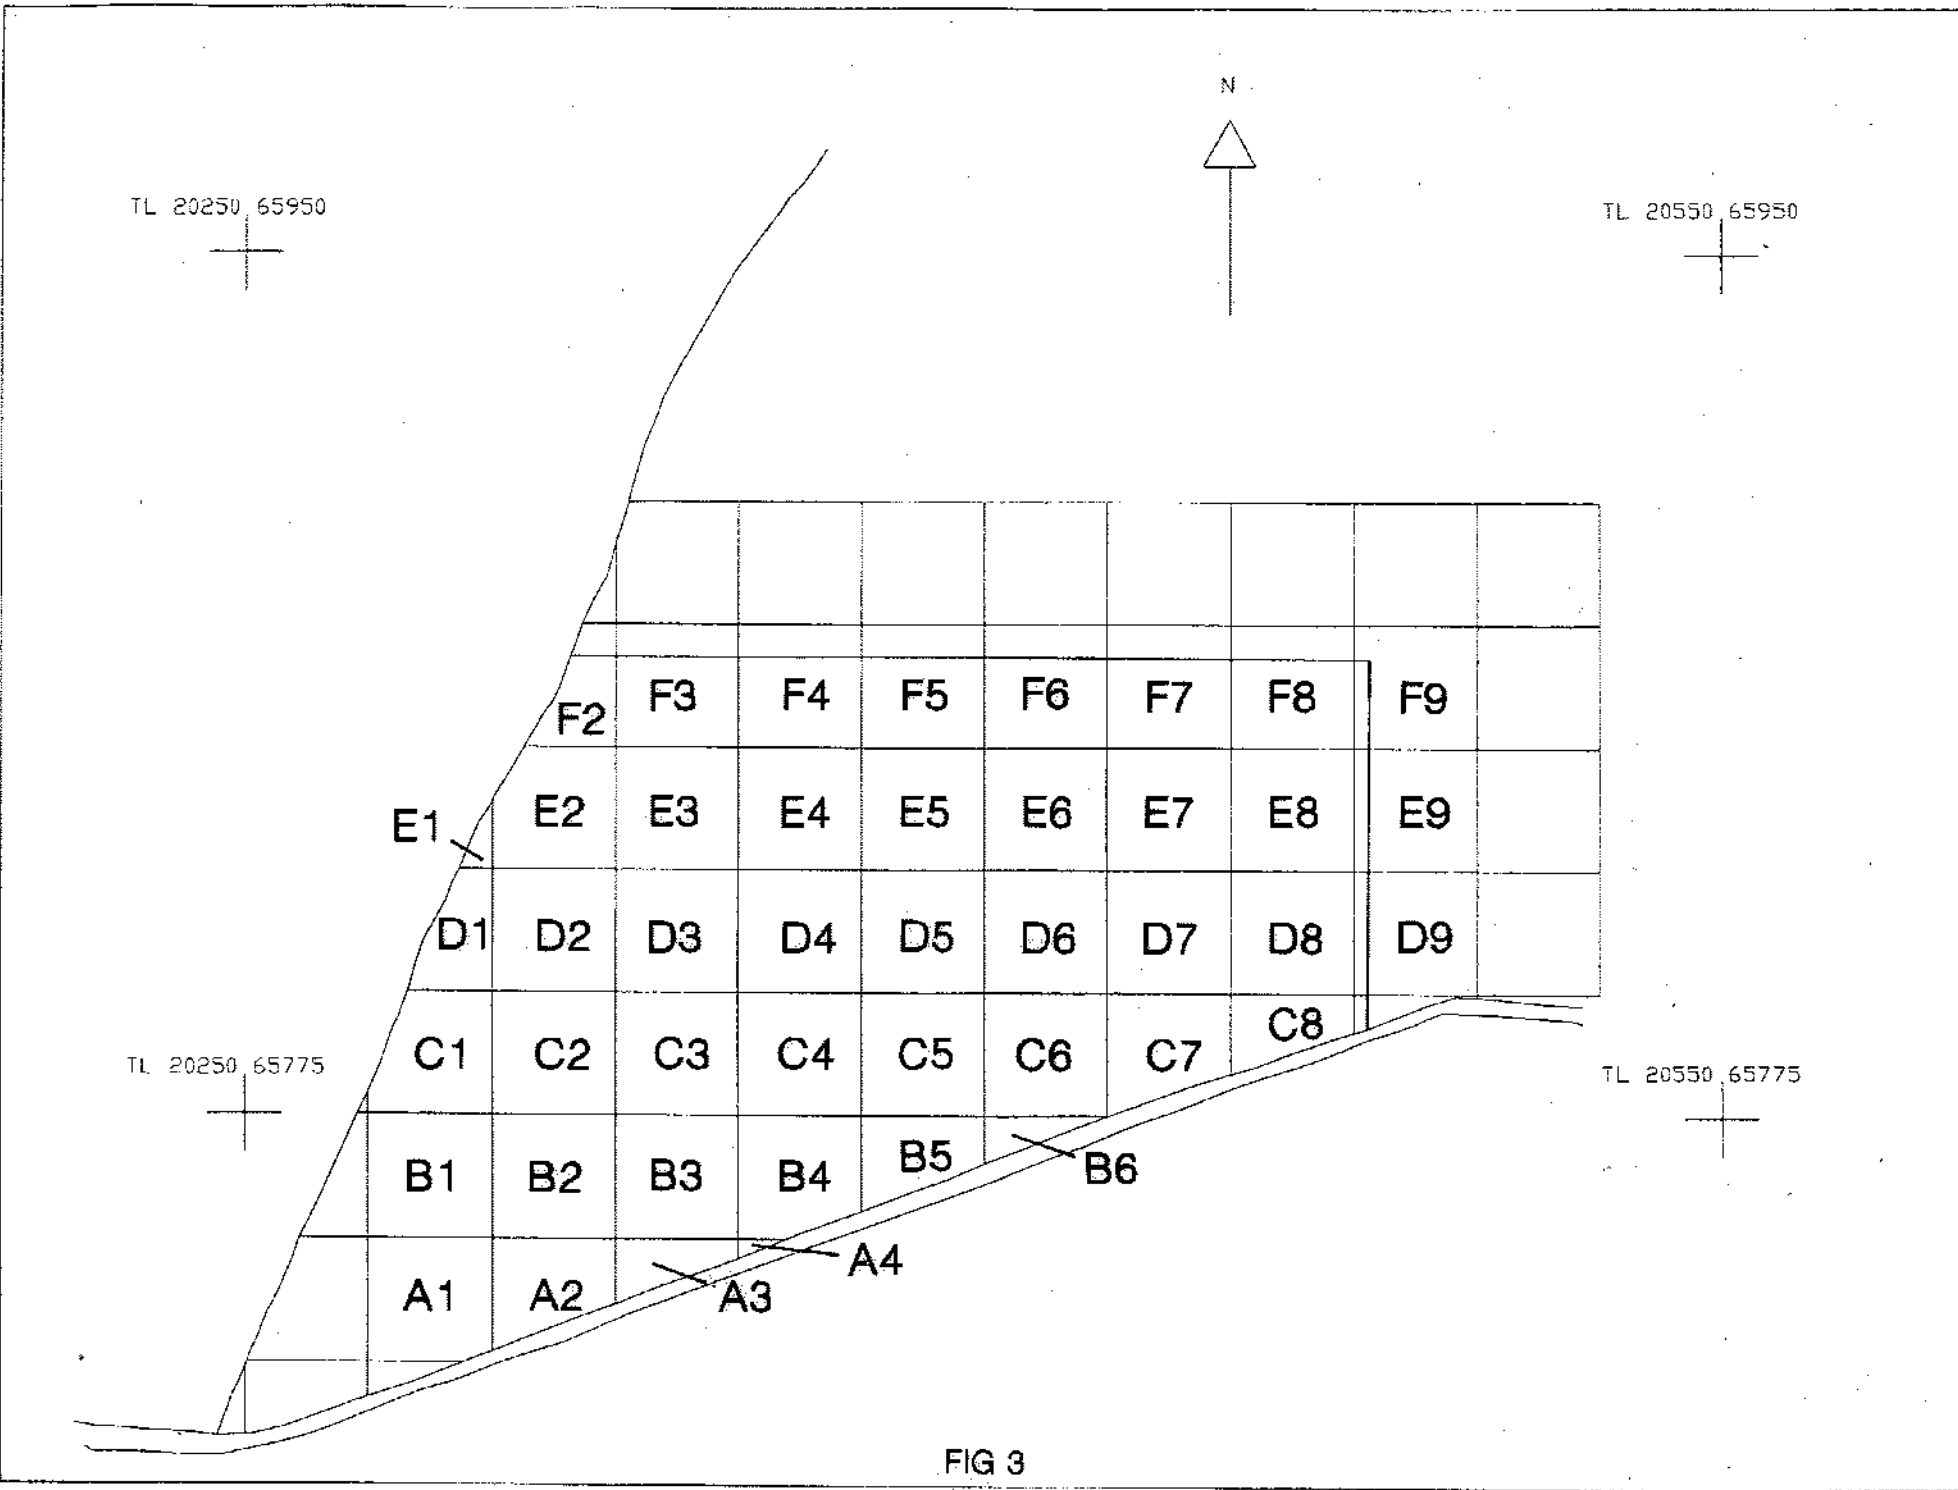 N
TL 20250 65950
TL 20550 65950
F2 F3 F4 F5 F6 F7 F8 F9
E1 E2 E3 E4 E5 E6 E7 E8 E9
D1 D2 D3 D4 D5 D6 D7 D8 D9
C1 C2 C3 C4 C5 C6 C7 C8
TL 20250 65775
TL 20550 65775
B1 B2 B3 B4 B5 B6
A1 A2 A3 A4
FIG 3